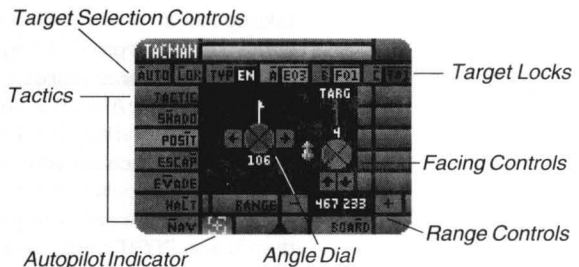 Target Selection Controls
TACMAN
AUTO LOK TYP EN A E03 B F01 C
Target Locks
Tactics
TACTIC
TARG
SHADO
POSIT
4
106
ESCAP
Facing Controls
EVADE
HALT RANGE - 467 233 +
NAV BOARD
Range Controls
Autopilot Indicator
Angle Dial